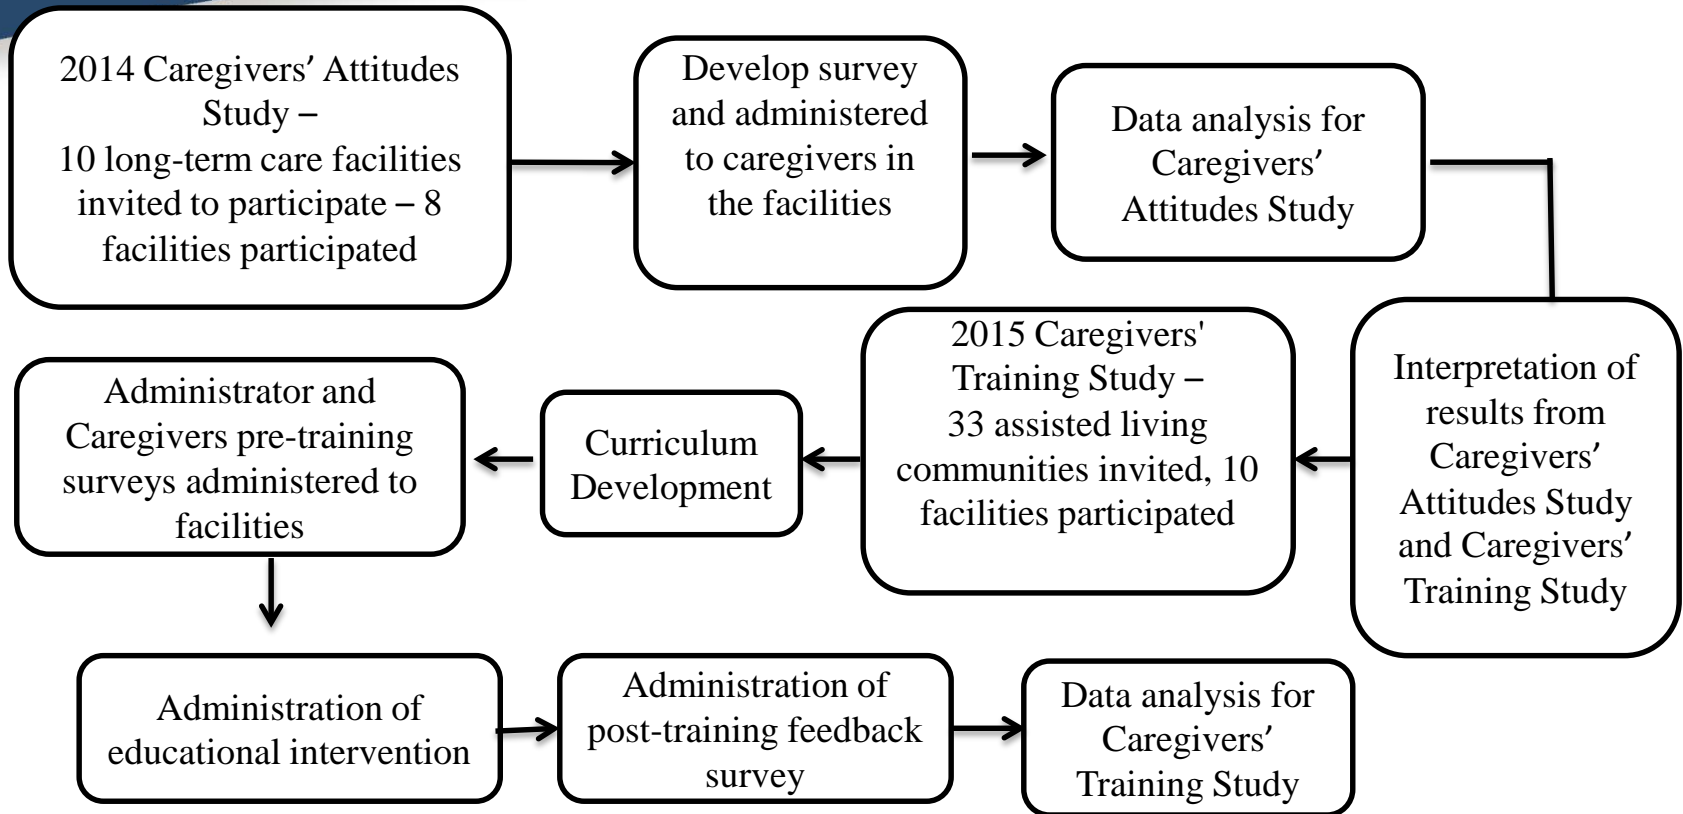 2014 Caregivers’ Attitudes
Study –
10 long-term care facilities
invited to participate – 8
facilities participated
Develop survey
and administered
to caregivers in
the facilities
Data analysis for
Caregivers’
Attitudes Study
Interpretation of
results from
Caregivers’
Attitudes Study
and Caregivers’
Training Study
2015 Caregivers'
Training Study –
33 assisted living
communities invited, 10
facilities participated
Curriculum
Development
Administrator and
Caregivers pre-training
surveys administered to
facilities
Administration of
educational intervention
Administration of
post-training feedback
survey
Data analysis for
Caregivers’
Training Study